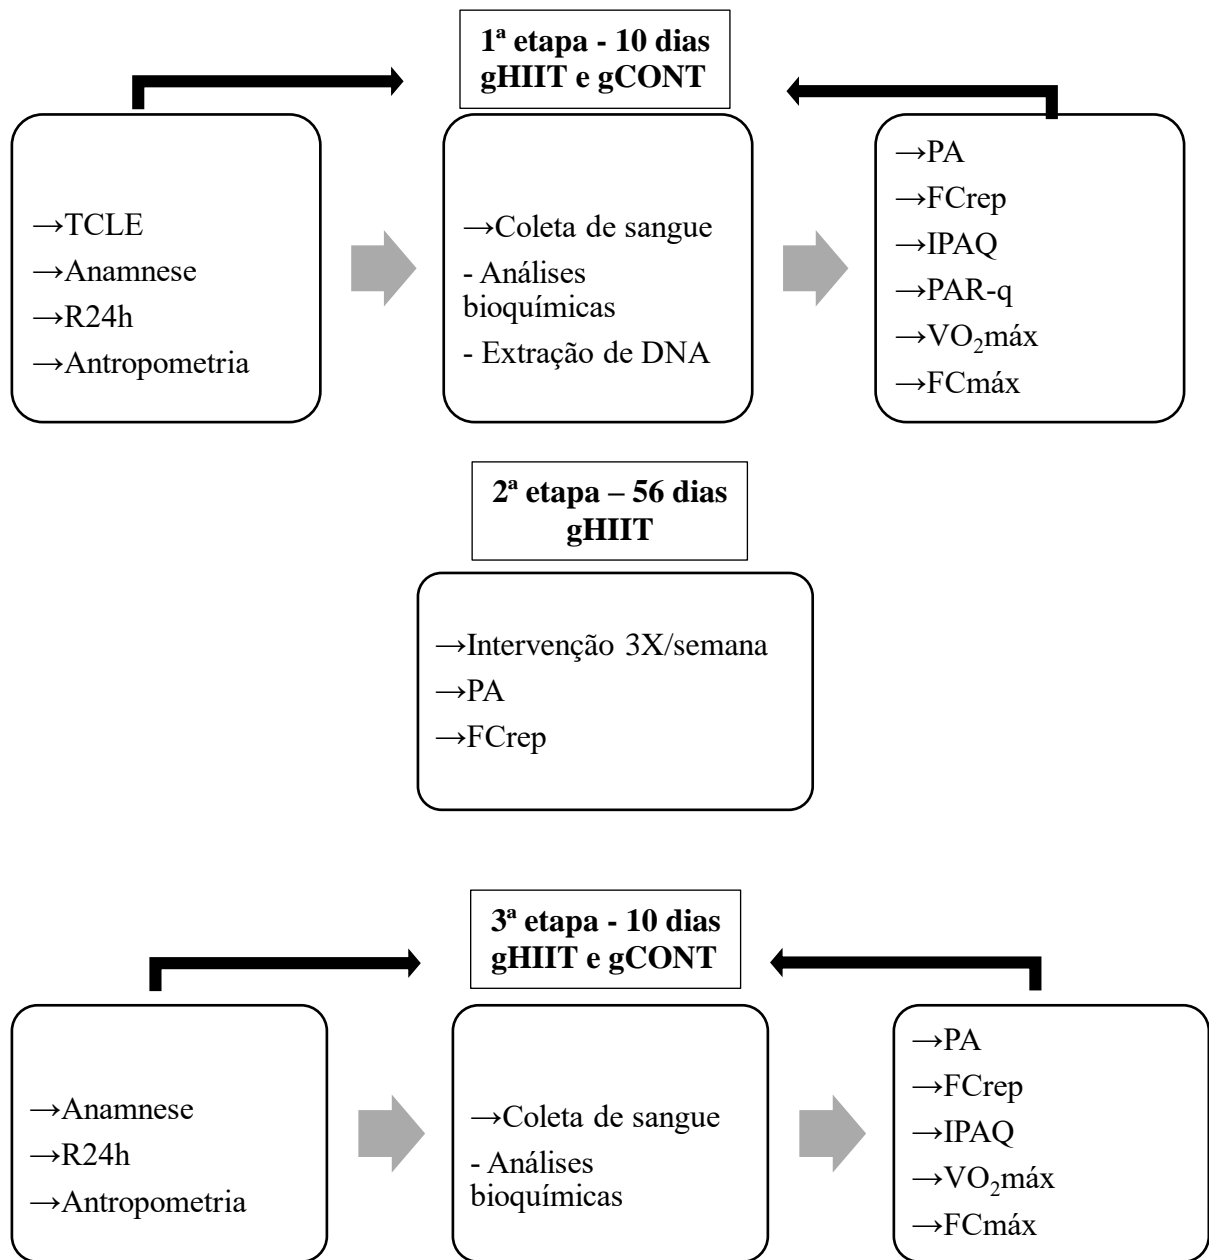 1ª etapa - 10 dias
gHIIT e gCONT
→TCLE
→Anamnese
→R24h
→Antropometria
→Coleta de sangue
- Análises
bioquímicas
- Extração de DNA
→PA
→FCrep
→IPAQ
→PAR-q
→VO₂máx
→FCmáx
2ª etapa – 56 dias
gHIIT
→Intervenção 3X/semana
→PA
→FCrep
3ª etapa - 10 dias
gHIIT e gCONT
→Anamnese
→R24h
→Antropometria
→Coleta de sangue
- Análises
bioquímicas
→PA
→FCrep
→IPAQ
→VO₂máx
→FCmáx